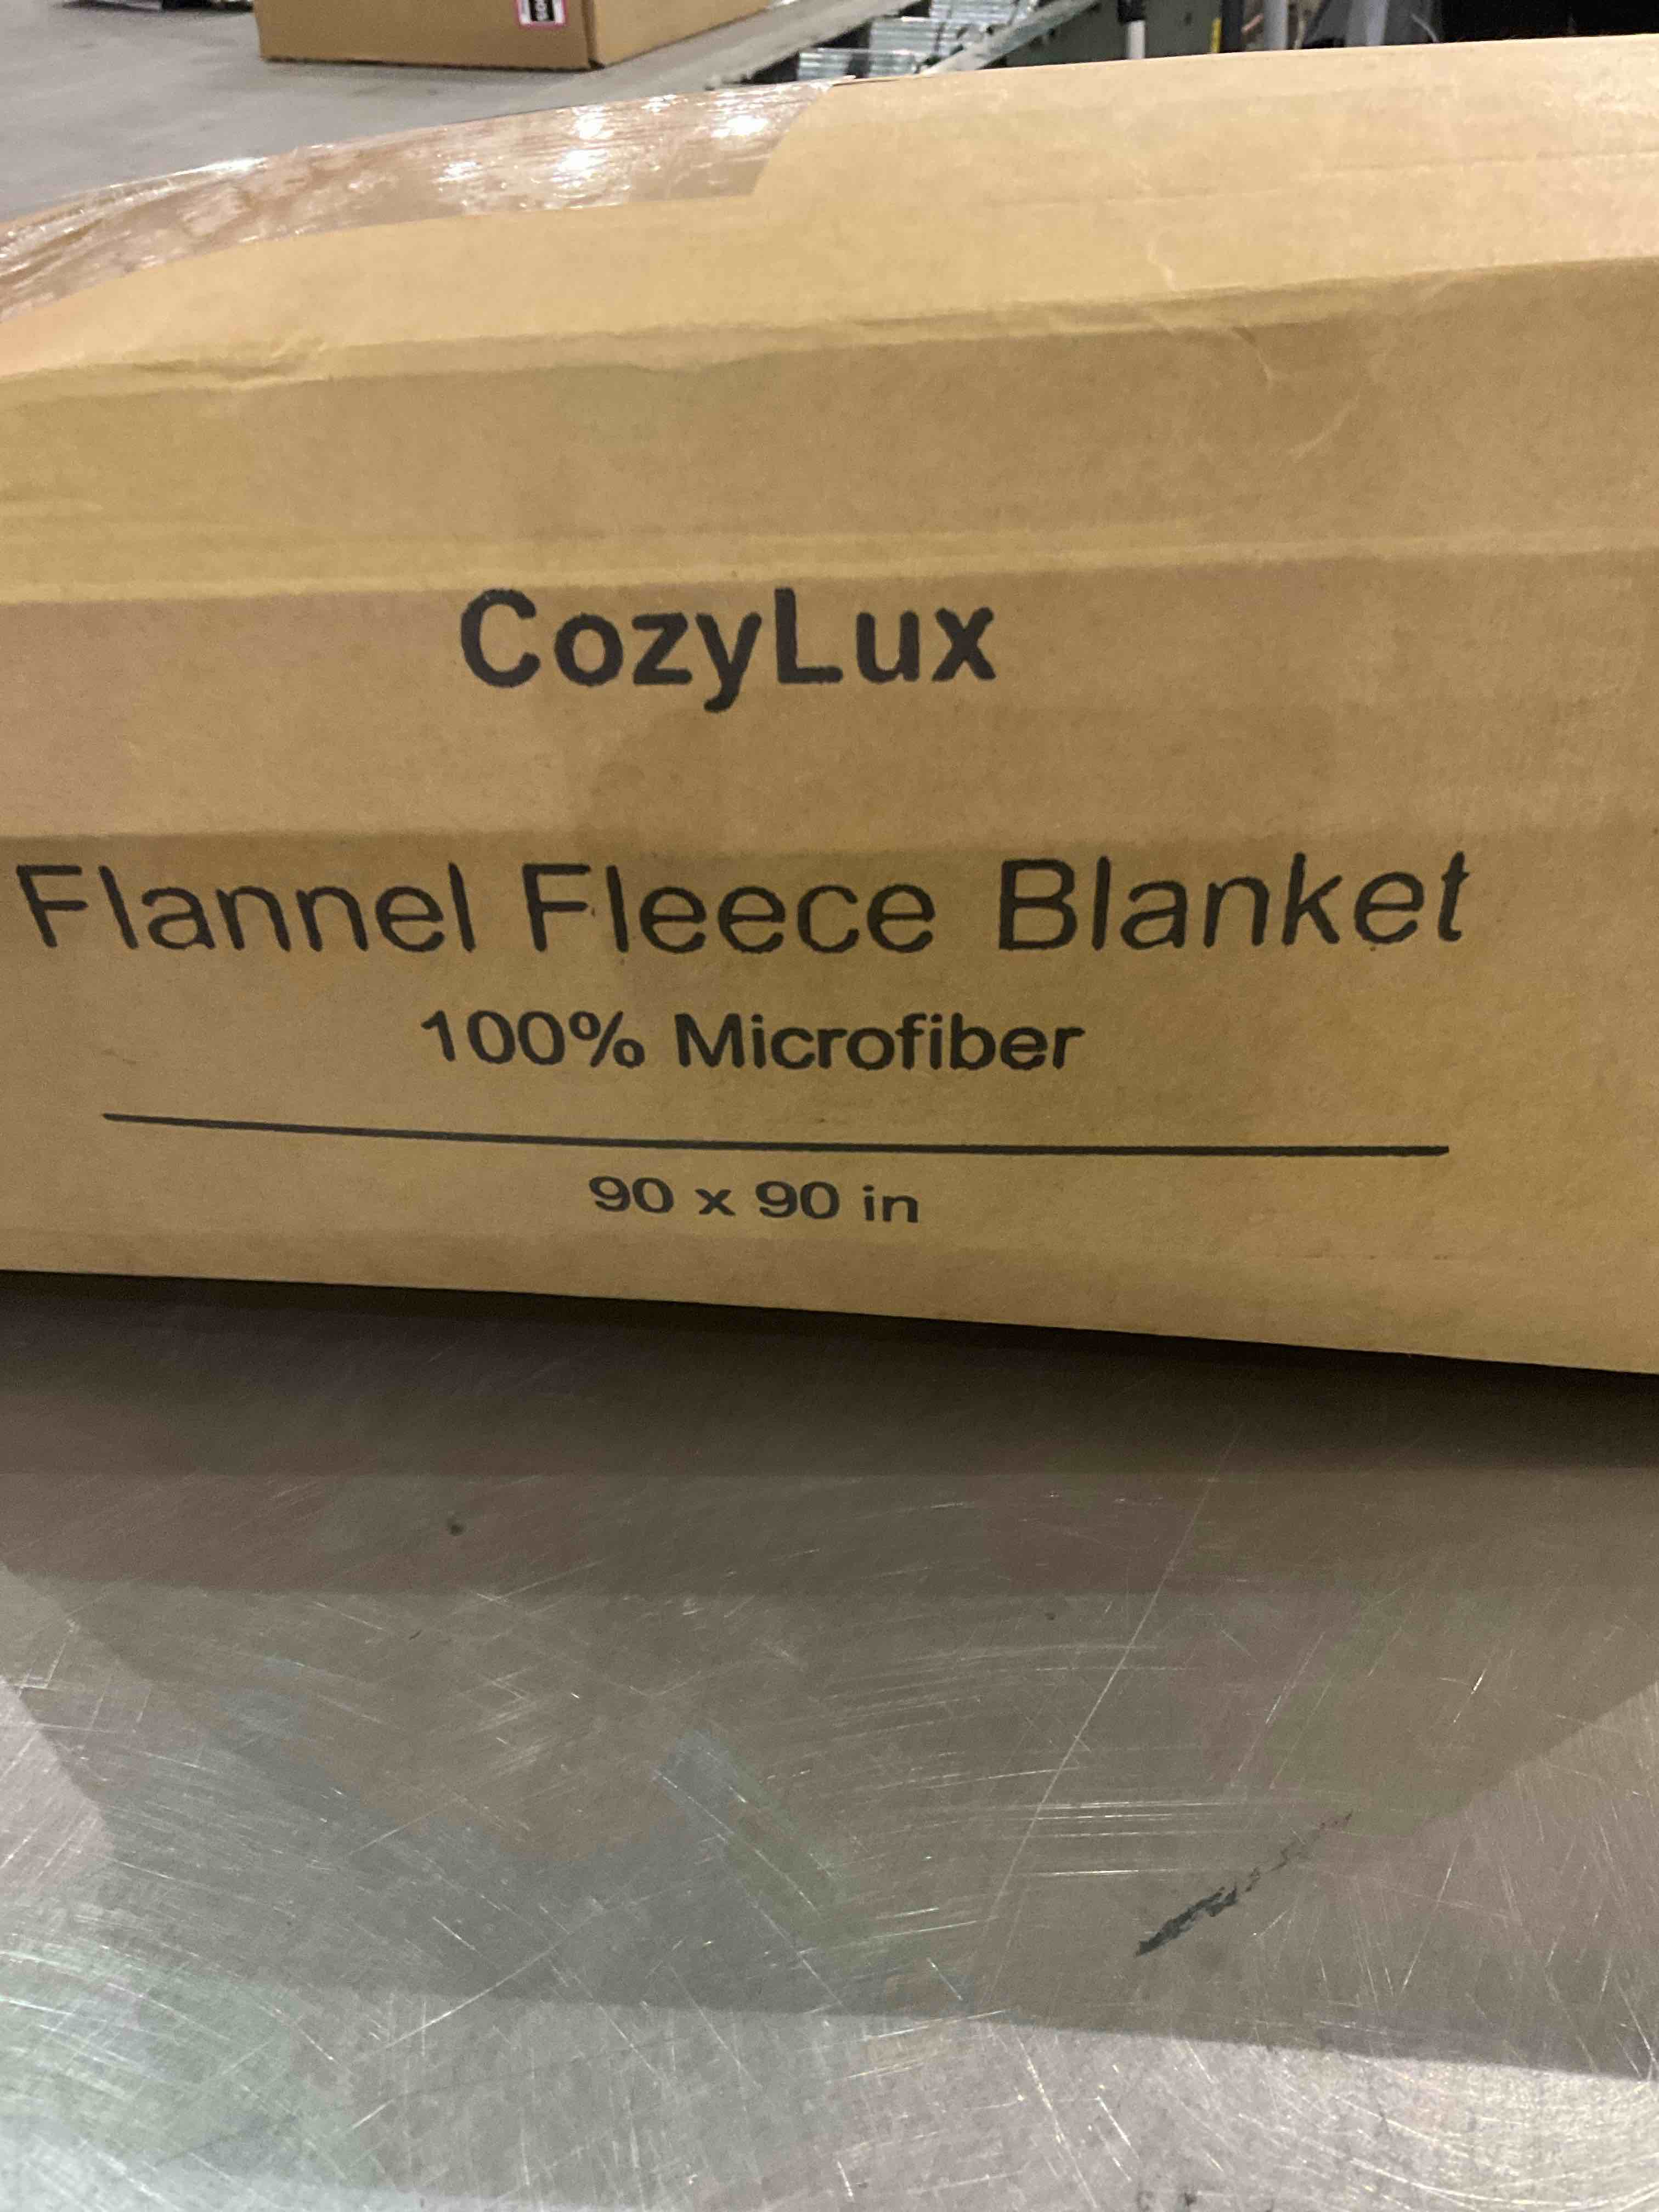 CozyLux
Flannel Fleece Blanket
100% Microfiber
90 x 90 in